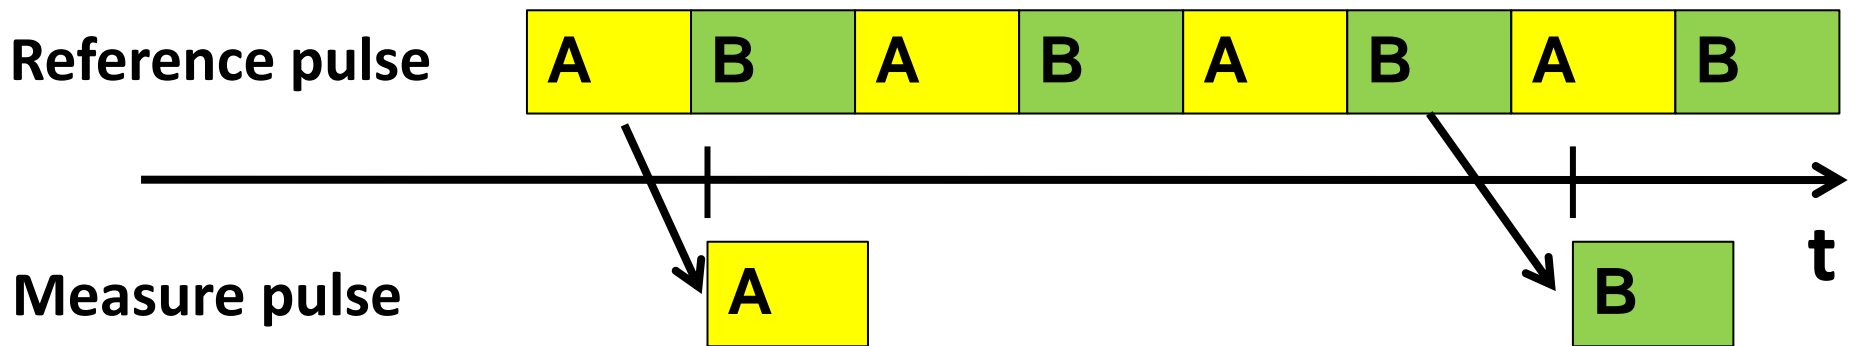 Reference pulse A B A B A B A B
t
Measure pulse A B